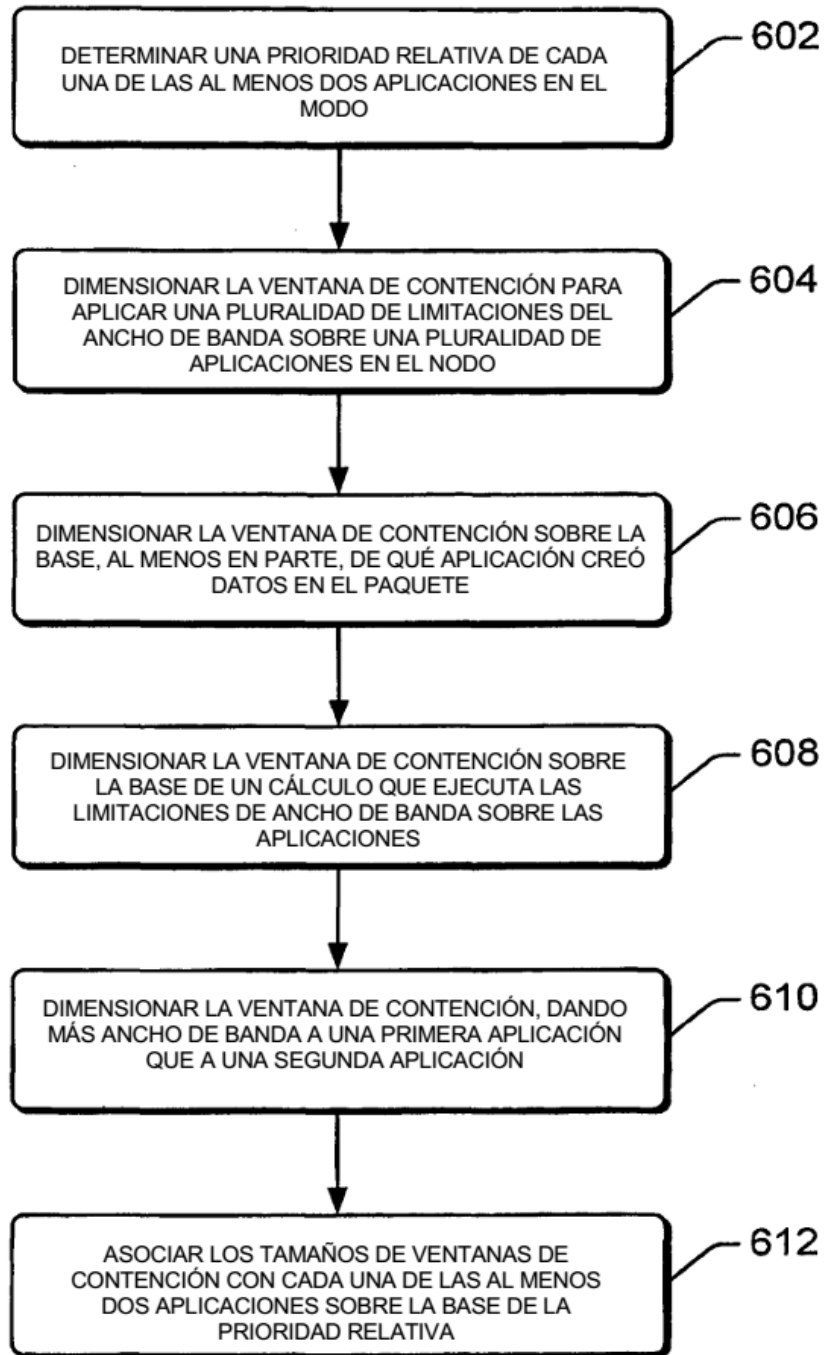 602
DETERMINAR UNA PRIORIDAD RELATIVA DE CADA
UNA DE LAS AL MENOS DOS APLICACIONES EN EL
MODO
604
DIMENSIONAR LA VENTANA DE CONTENCIÓN PARA
APLICAR UNA PLURALIDAD DE LIMITACIONES DEL
ANCHO DE BANDA SOBRE UNA PLURALIDAD DE
APLICACIONES EN EL NODO
606
DIMENSIONAR LA VENTANA DE CONTENCIÓN SOBRE LA
BASE, AL MENOS EN PARTE, DE QUÉ APLICACIÓN CREÓ
DATOS EN EL PAQUETE
608
DIMENSIONAR LA VENTANA DE CONTENCIÓN SOBRE
LA BASE DE UN CÁLCULO QUE EJECUTA LAS
LIMITACIONES DE ANCHO DE BANDA SOBRE LAS
APLICACIONES
610
DIMENSIONAR LA VENTANA DE CONTENCIÓN, DANDO
MÁS ANCHO DE BANDA A UNA PRIMERA APLICACIÓN
QUE A UNA SEGUNDA APLICACIÓN
612
ASOCIAR LOS TAMAÑOS DE VENTANAS DE
CONTENCIÓN CON CADA UNA DE LAS AL MENOS
DOS APLICACIONES SOBRE LA BASE DE LA
PRIORIDAD RELATIVA